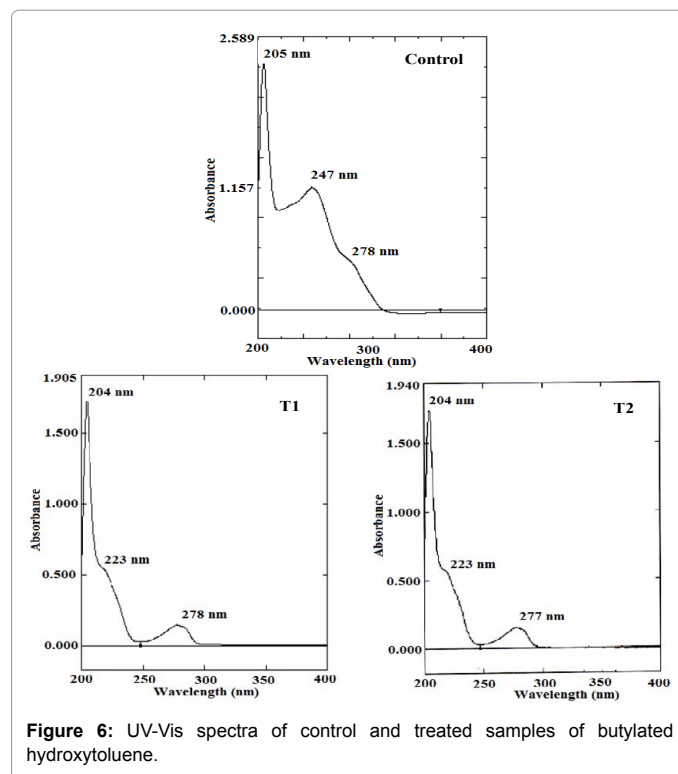 2.589
205 nm
Control
247 nm
1.157
Absorbance
278 nm
0.000
200
300
400
Wavelength (nm)
1.905
204 nm
T1
1.500
1.000
Absorbance
223 nm
0.500
278 nm
0.000
200
250
300
350
400
Wavelength (nm)
1.940
204 nm
T2
1.500
1.000
Absorbance
223 nm
0.500
277 nm
0.000
200
250
300
350
400
Wavelength (nm)
Figure 6: UV-Vis spectra of control and treated samples of butylated
hydroxytoluene.